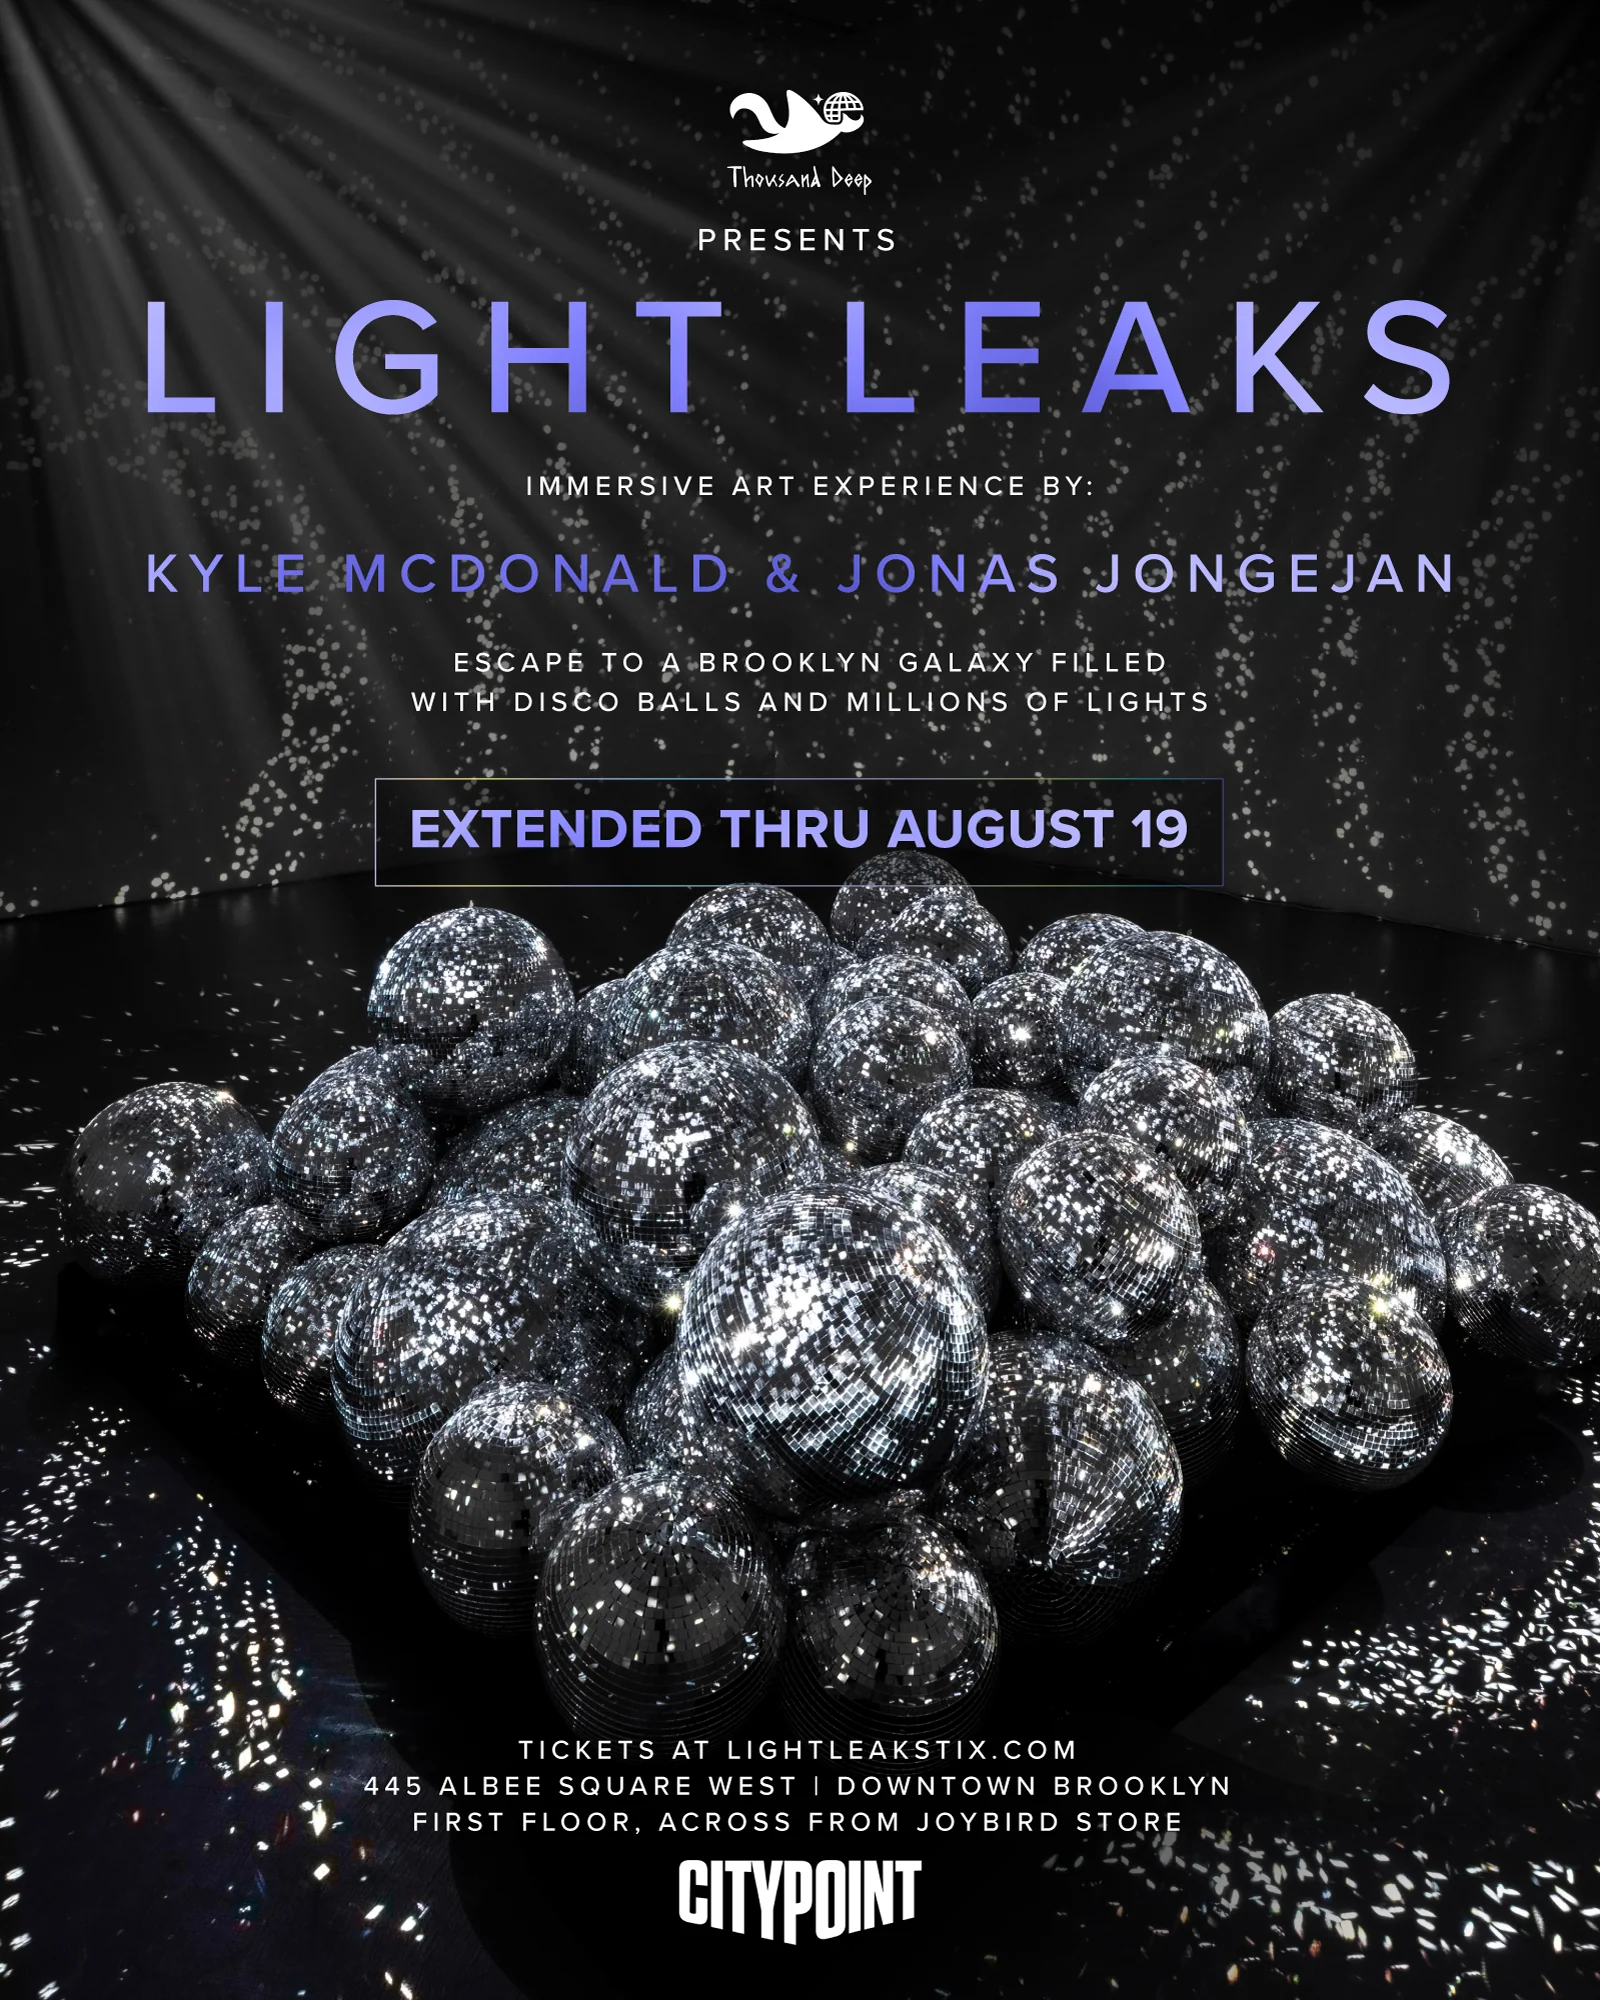 Thousand Deep
PRESENTS
LIGHT LEAKS
IMMERSIVE ART EXPERIENCE BY:
KYLE MCDONALD & JONAS JONGEJAN
ESCAPE TO A BROOKLYN GALAXY FILLED
WITH DISCO BALLS AND MILLIONS OF LIGHTS
EXTENDED THRU AUGUST 19
TICKETS AT LIGHTLEAKSTIX.COM
445 ALBEE SQUARE WEST | DOWNTOWN BROOKLYN
FIRST FLOOR, ACROSS FROM JOYBIRD STORE
CITYPOINT